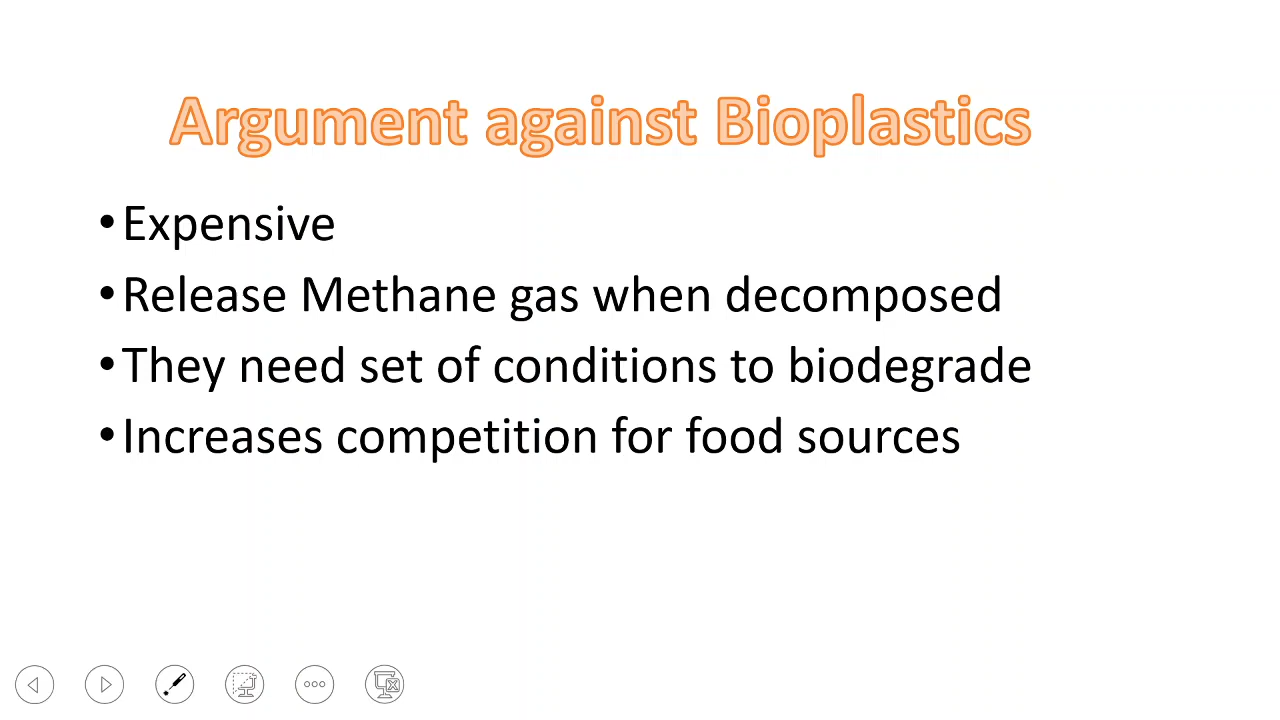 Argument against Bioplastics
•Expensive
•Release Methane gas when decomposed
•They need set of conditions to biodegrade
•Increases competition for food sources